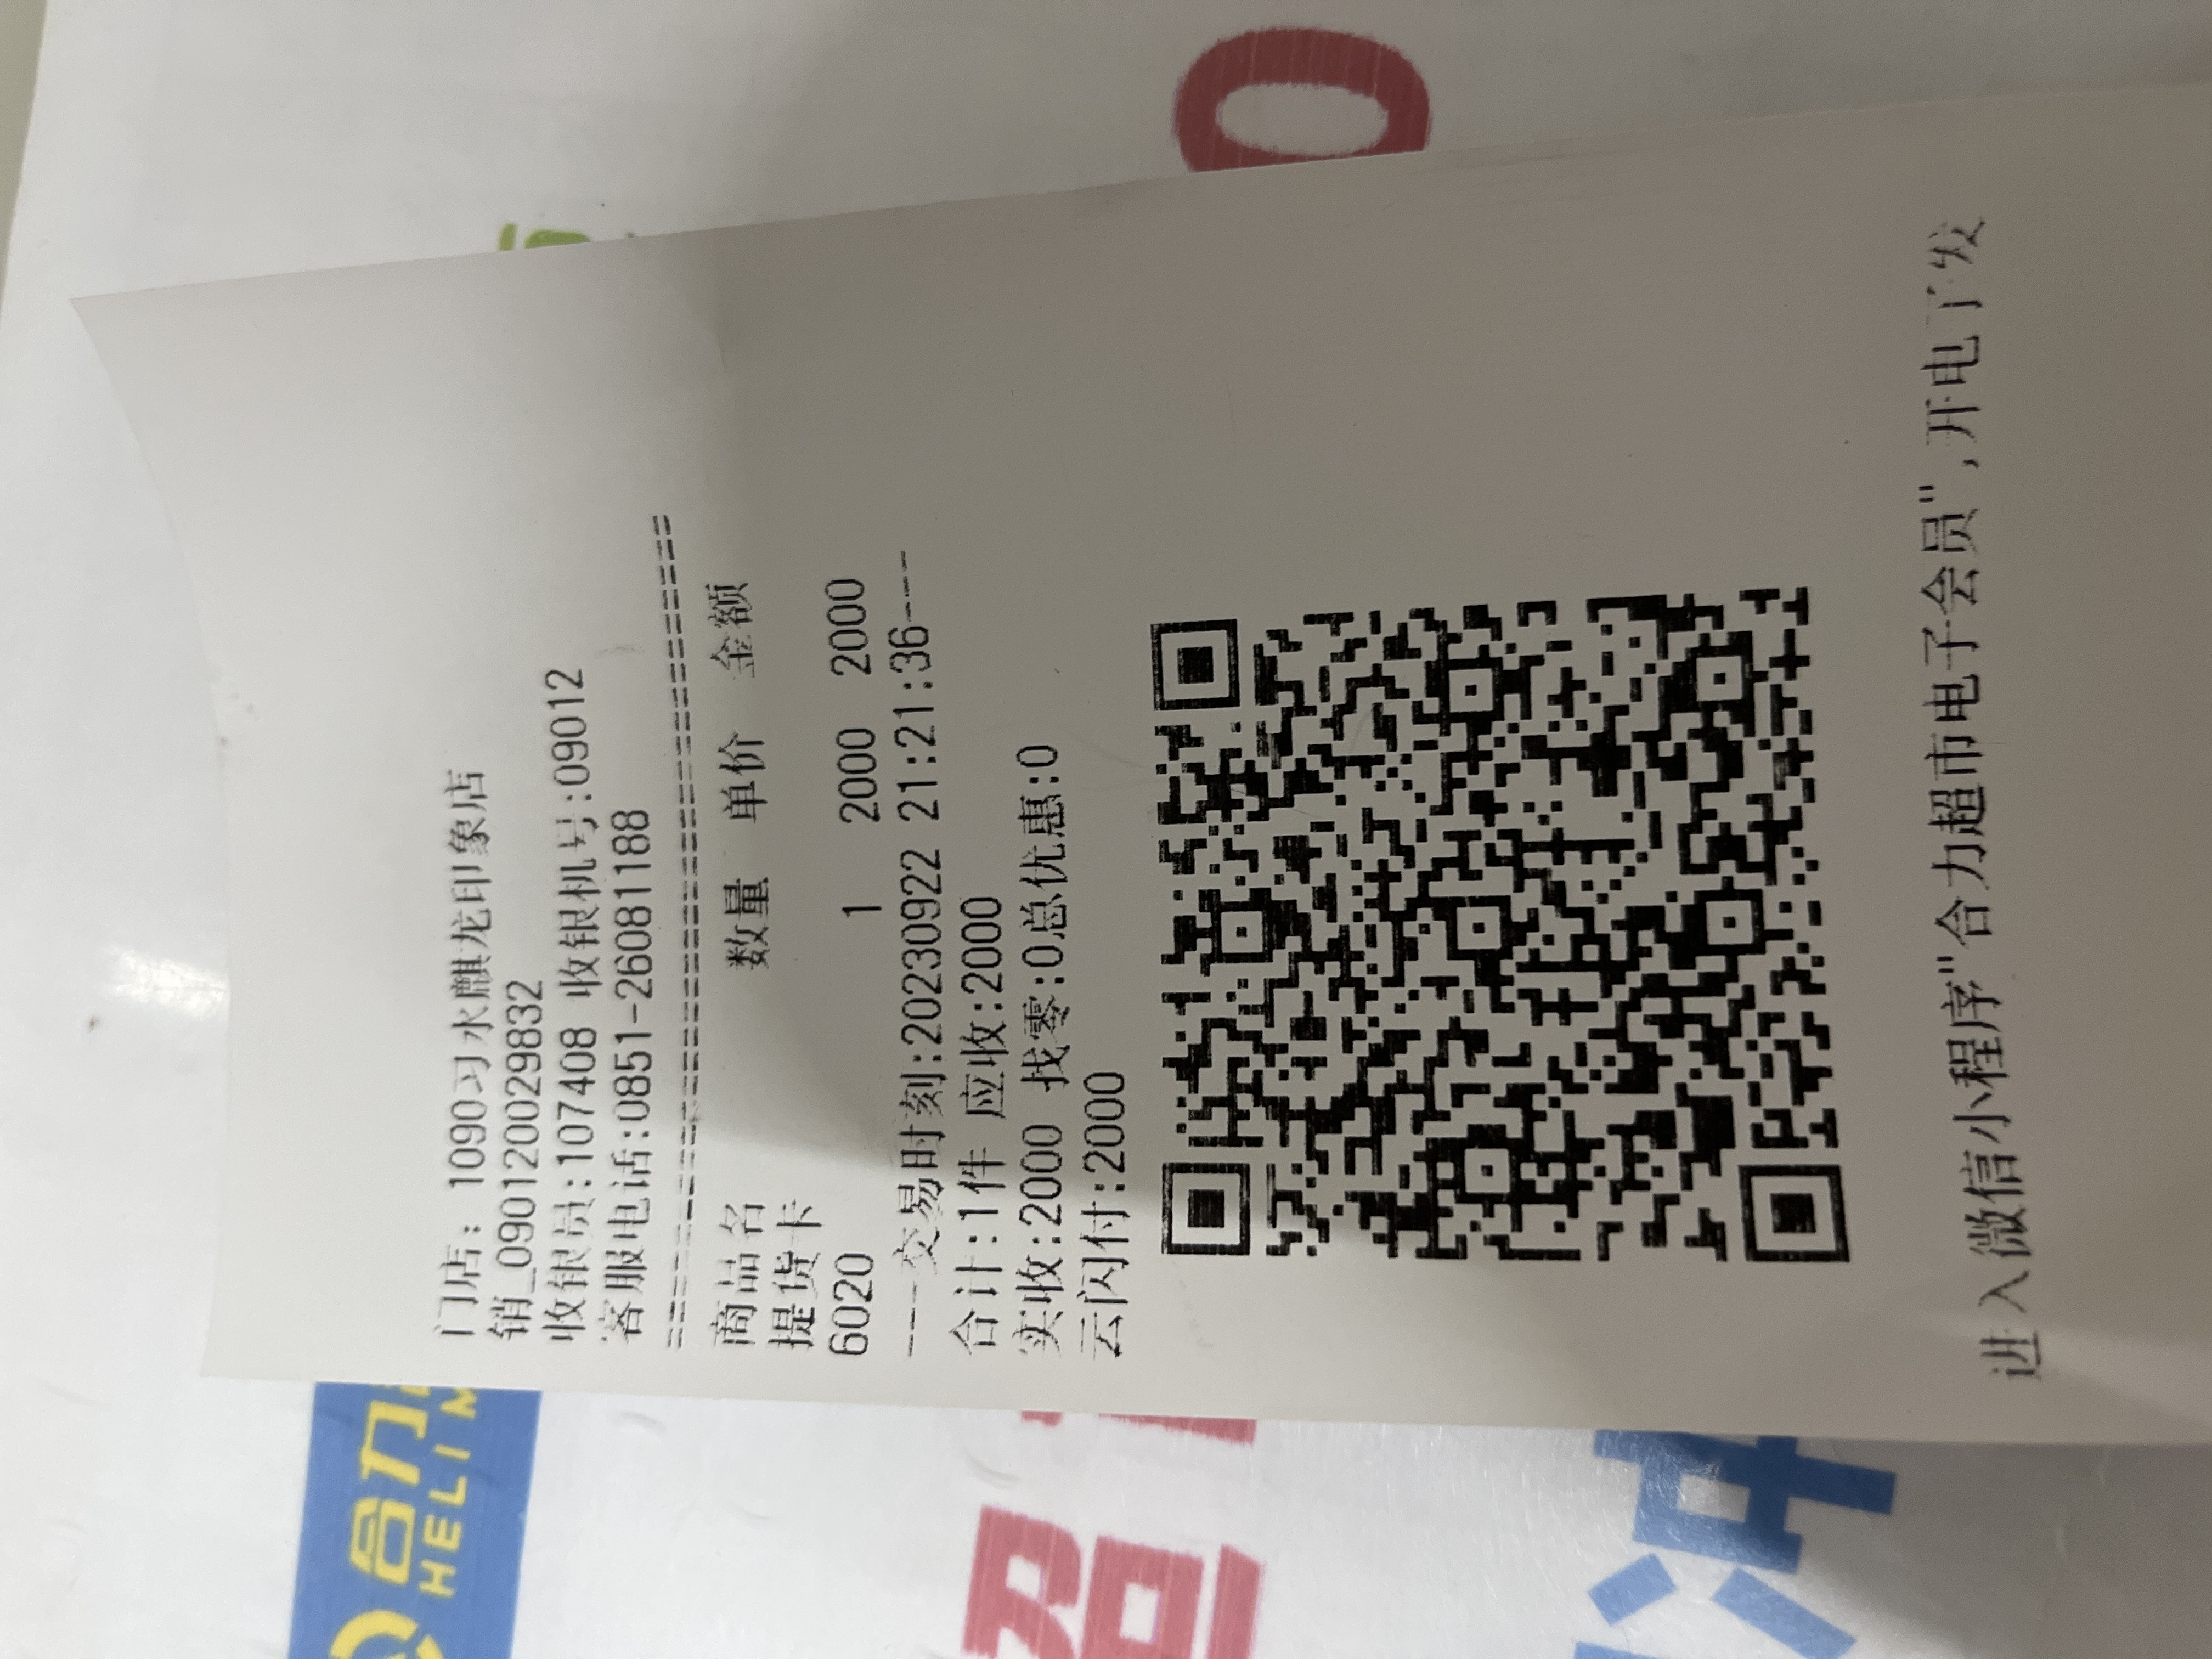 门店: 1090习水麒龙印象店
销_0901200029832
收银员:107408 收银机号:09012
客服电话:0851-26081188
==========================================
商品名 数量 单价 金额
提货卡
6020 1 2000 2000
----交易时刻:20230922 21:21:36----
合计:1件 应收:2000
实收:2000 找零:0总优惠:0
云闪付:2000
进入微信小程序"合力超市电子会员",开电子发
合力
HELI M